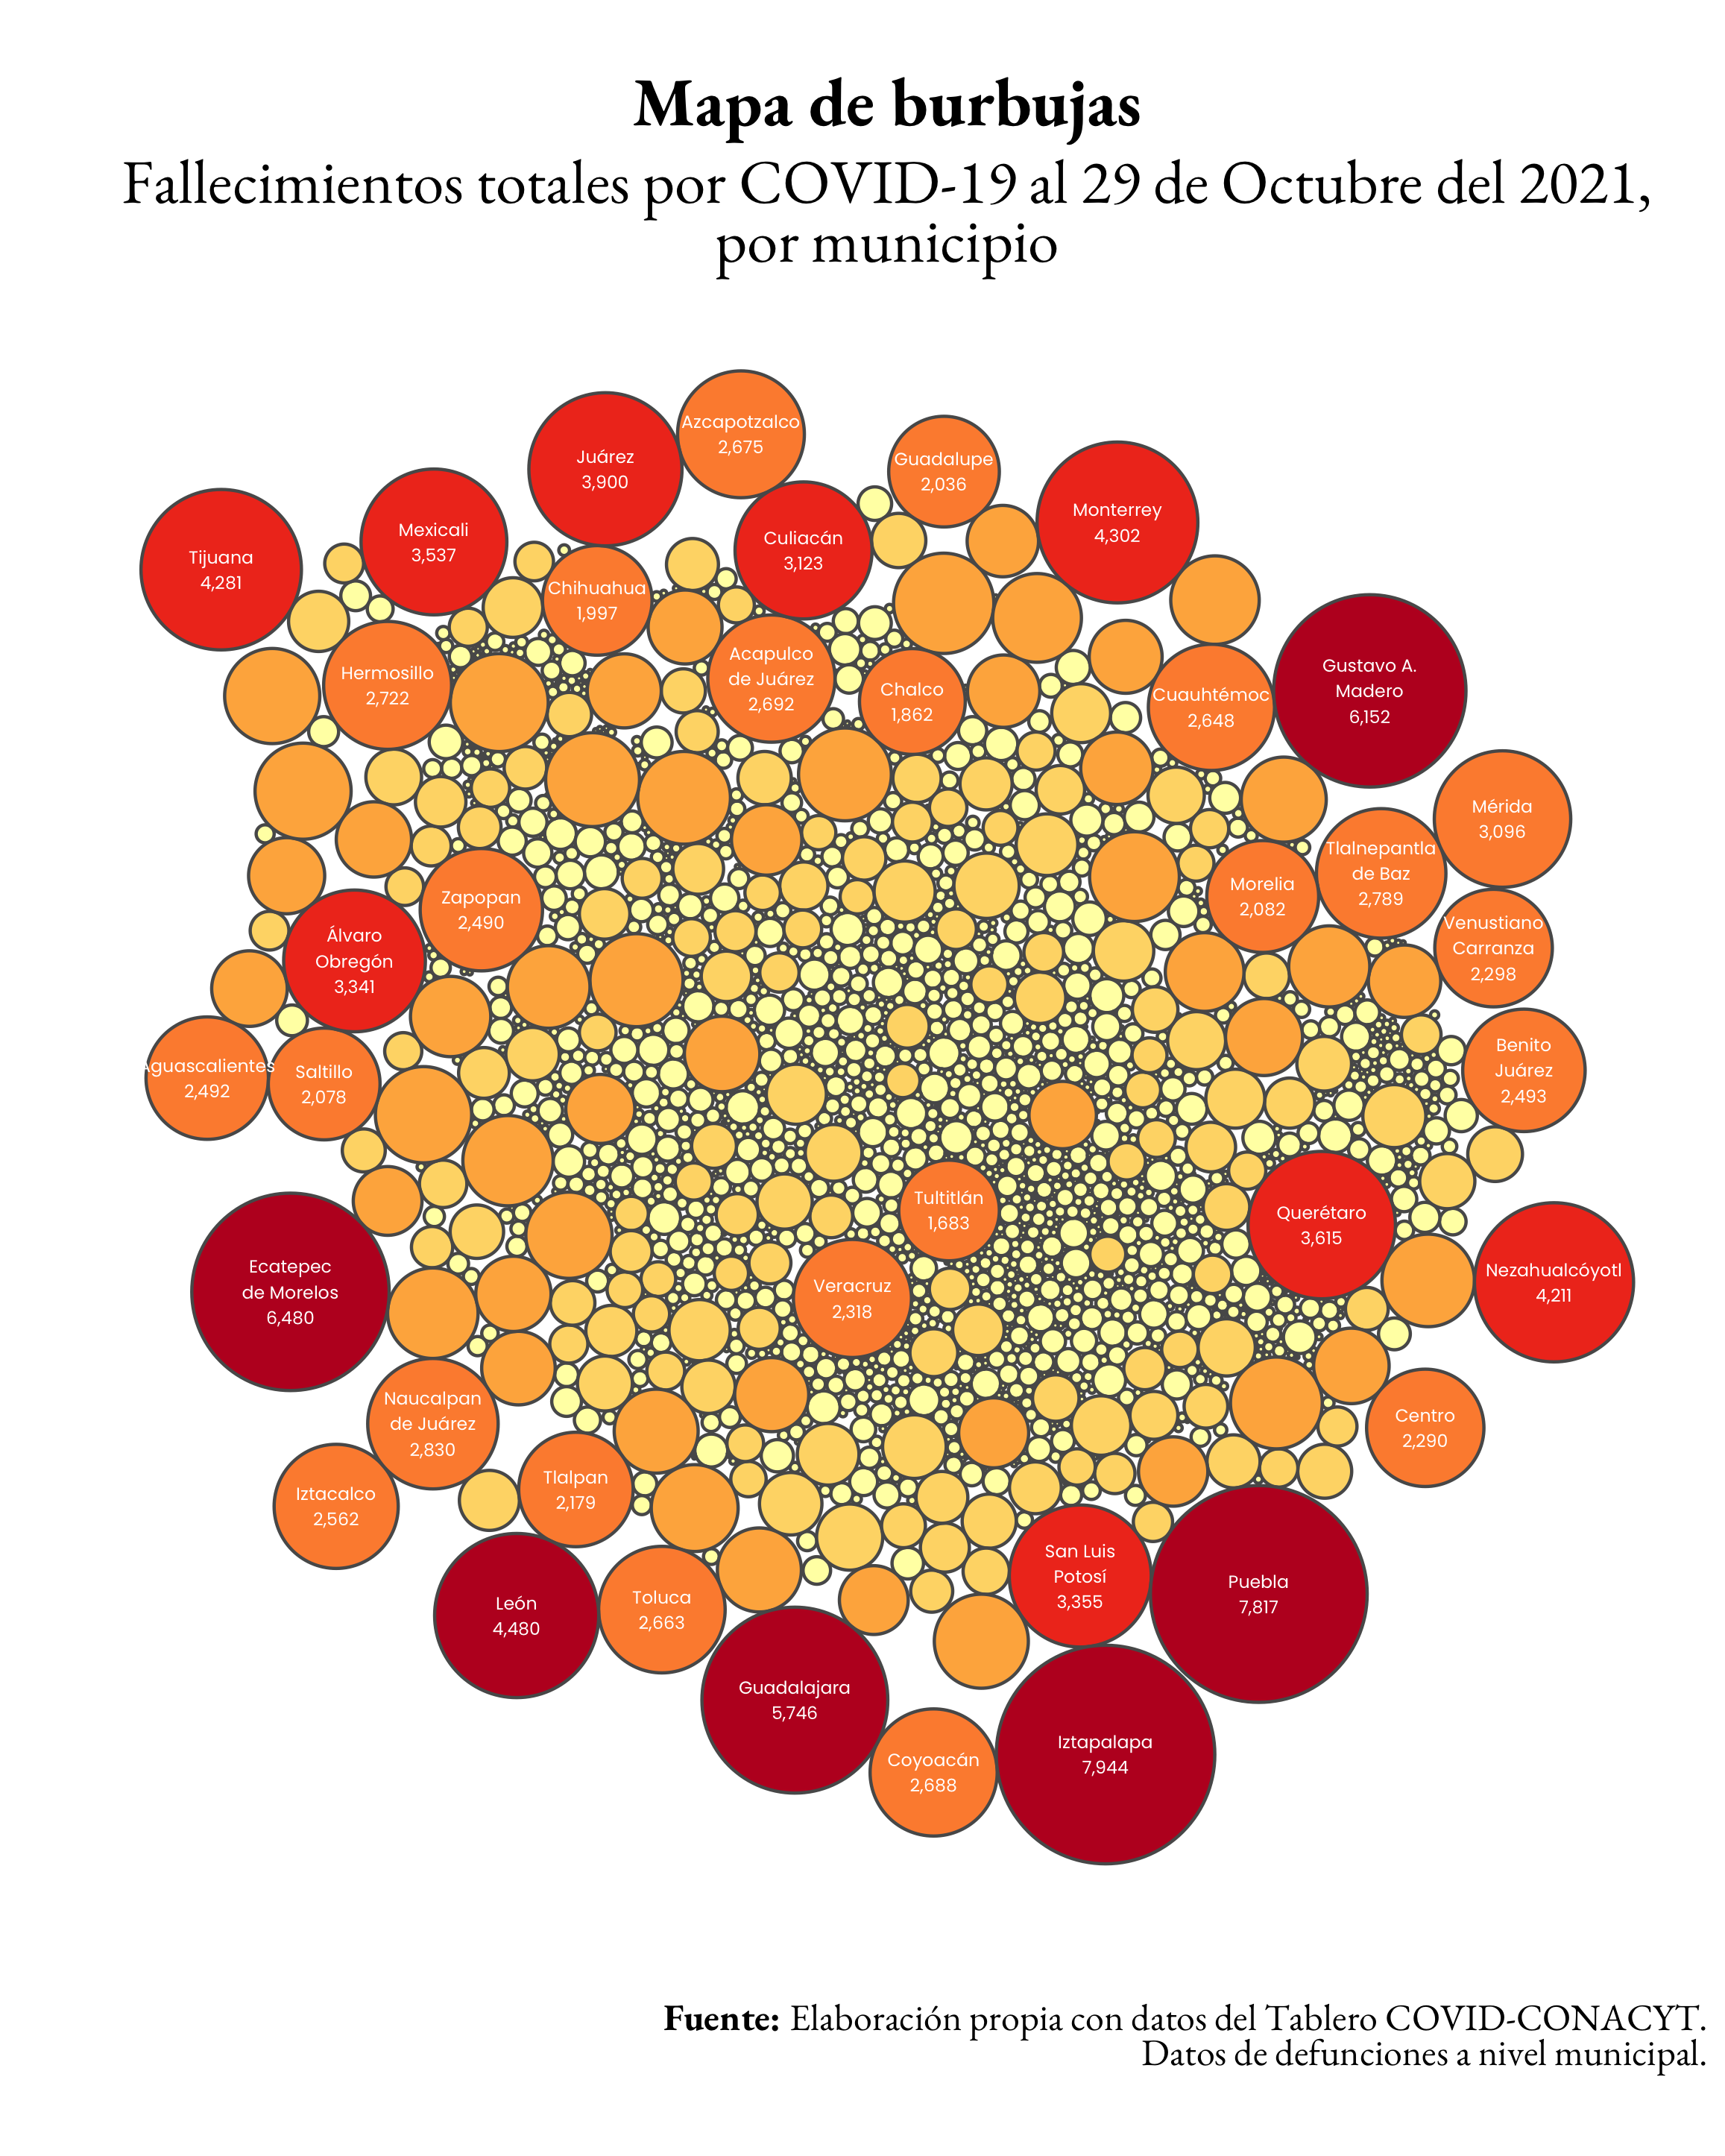 Mapa de burbujas
Fallecimientos totales por COVID-19 al 29 de Octubre del 2021,
por municipio
Azcapotzalco
2,675
Juárez
3,900
Guadalupe
2,036
Monterrey
4,302
Mexicali
3,537
Culiacán
3,123
Tijuana
4,281
Chihuahua
1,997
Acapulco
de Juárez
2,692
Hermosillo
2,722
Chalco
1,862
Cuauhtémoc
2,648
Gustavo A.
Madero
6,152
Mérida
3,096
Tlalnepantla
de Baz
2,789
Morelia
2,082
Zapopan
2,490
Venustiano
Carranza
2,298
Álvaro
Obregón
3,341
Aguascalientes
2,492
Saltillo
2,078
Benito
Juárez
2,493
Tultitlán
1,683
Querétaro
3,615
Ecatepec
de Morelos
6,480
Veracruz
2,318
Nezahualcóyotl
4,211
Naucalpan
de Juárez
2,830
Centro
2,290
Tlalpan
2,179
Iztacalco
2,562
San Luis
Potosí
3,355
Puebla
7,817
León
4,480
Toluca
2,663
Guadalajara
5,746
Iztapalapa
7,944
Coyoacán
2,688
Fuente: Elaboración propia con datos del Tablero COVID-CONACYT.
Datos de defunciones a nivel municipal.